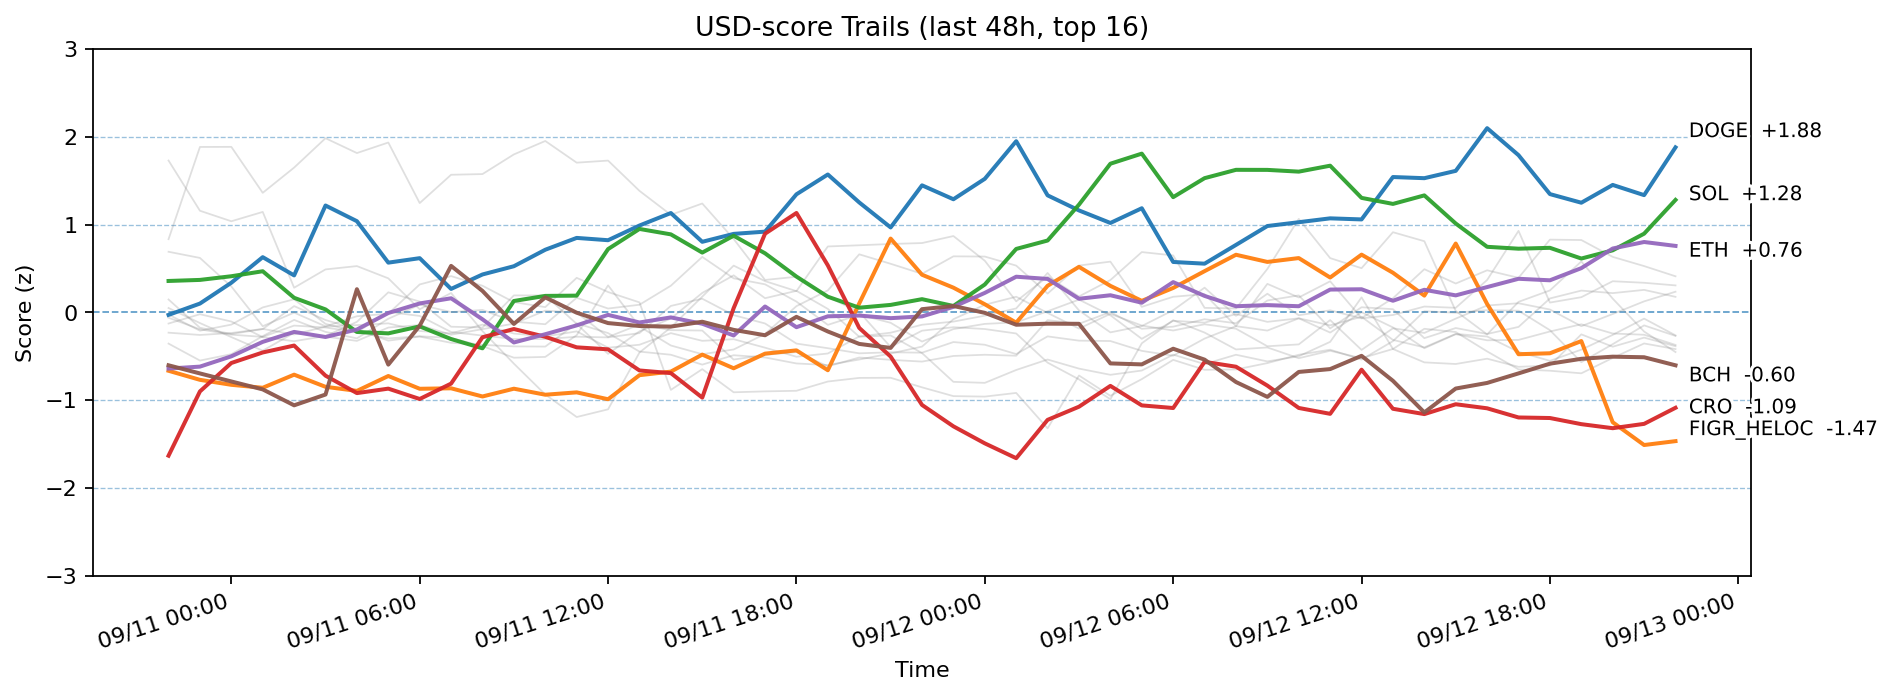 USD-score Trails (last 48h, top 16)
Score (z)
3
2
1
0
−1
−2
−3
DOGE +1.88
SOL +1.28
ETH +0.76
BCH -0.60
CRO -1.09
FIGR_HELOC -1.47
09/11 00:00
09/11 06:00
09/11 12:00
09/11 18:00
09/12 00:00
09/12 06:00
09/12 12:00
09/12 18:00
09/13 00:00
Time